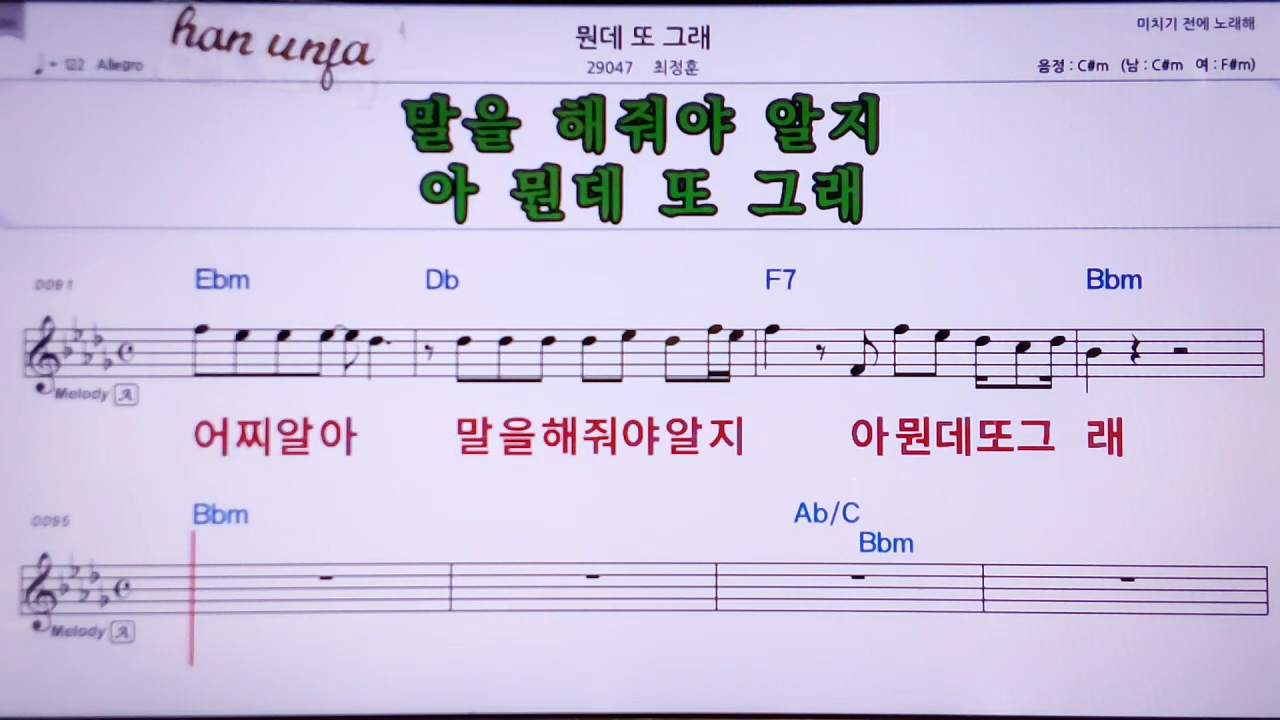 han unfa
뭔데 또 그래
미치기 전에 노래해
♩= 122 Allegro
29047 최정훈
음정 : C#m (남 : C#m 여 : F#m)
말을 해줘야 알지
아 뭔데 또 그래
0091 Ebm Db F7 Bbm
Melody A
어찌알아 말을해줘야알지 아뭔데또그 래
0095 Bbm Ab/C
Bbm
Melody A